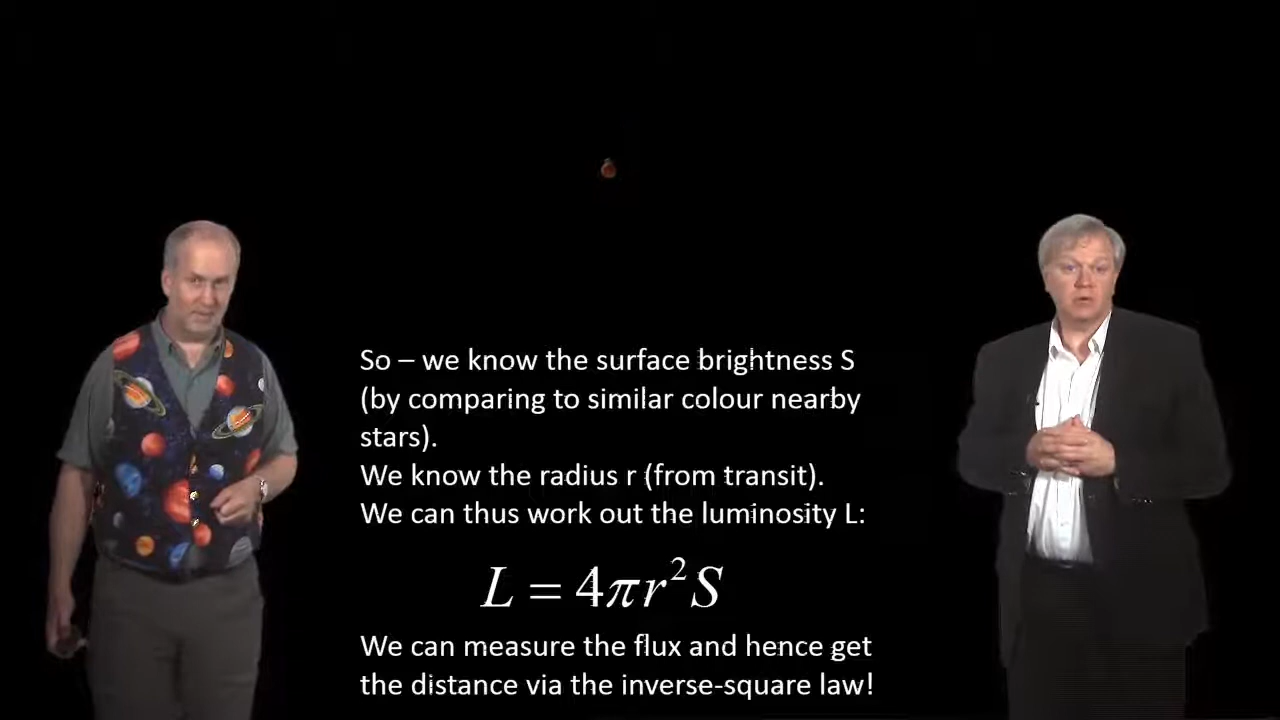 So – we know the surface brightness S
(by comparing to similar colour nearby
stars).
We know the radius r (from transit).
We can thus work out the luminosity L:
L = 4πr²S
We can measure the flux and hence get
the distance via the inverse-square law!